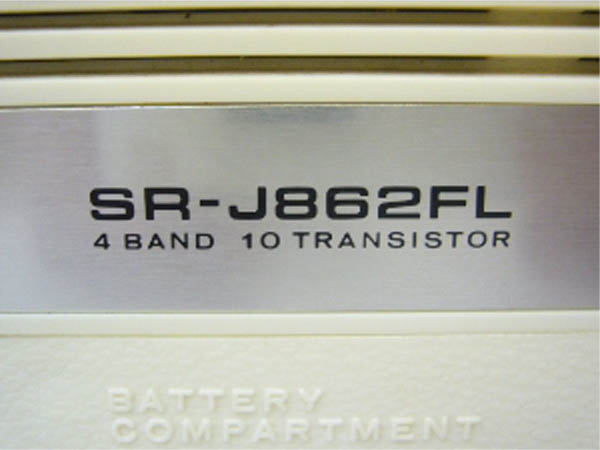 SR-J862FL
4 BAND 10 TRANSISTOR
BATTERY
COMPARTMENT